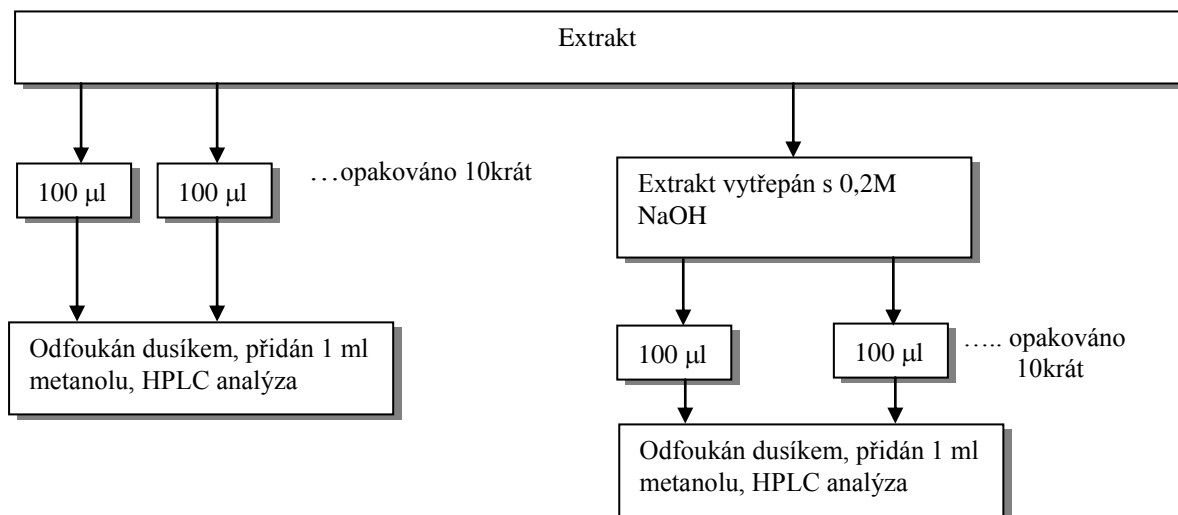 Extrakt
100 µl
100 µl
…opakováno 10krát
Odfoukán dusíkem, přidán 1 ml
metanolu, HPLC analýza
Extrakt vytřepán s 0,2M
NaOH
100 µl
100 µl
….. opakováno
10krát
Odfoukán dusíkem, přidán 1 ml
metanolu, HPLC analýza